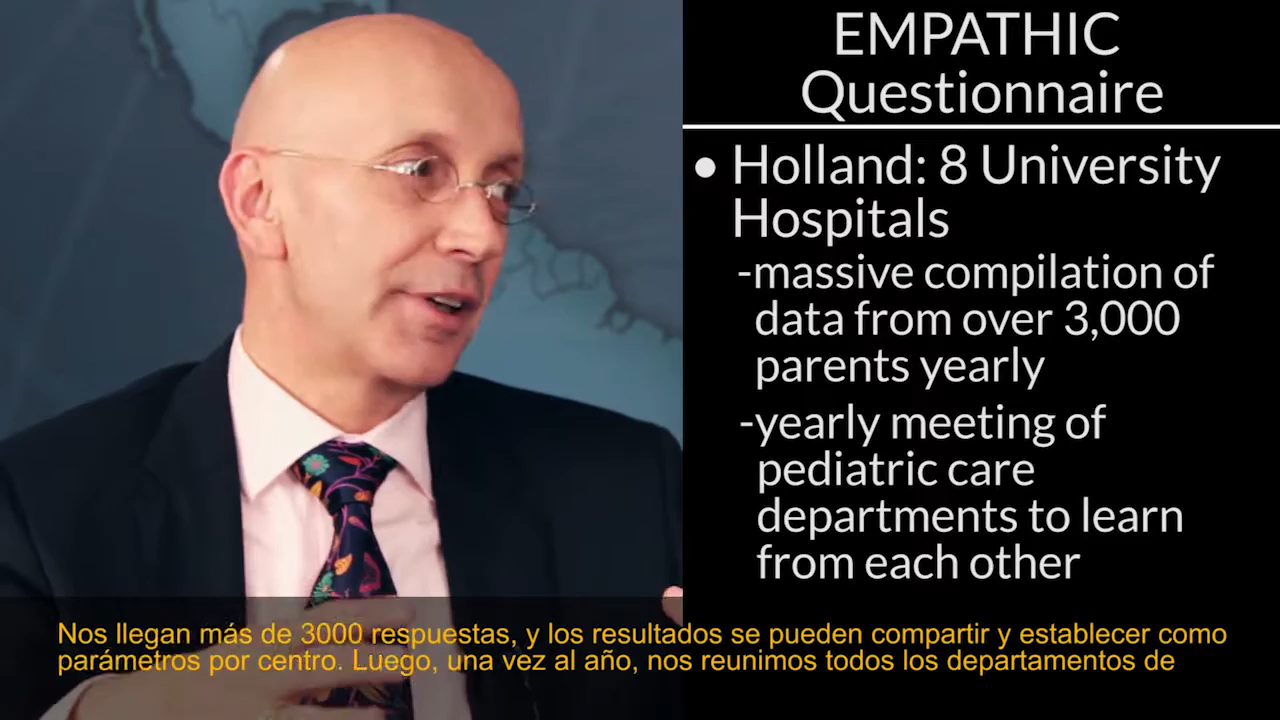 EMPATHIC
Questionnaire
• Holland: 8 University
Hospitals
-massive compilation of
data from over 3,000
parents yearly
-yearly meeting of
pediatric care
departments to learn
from each other
Nos llegan más de 3000 respuestas, y los resultados se pueden compartir y establecer como
parámetros por centro. Luego, una vez al año, nos reunimos todos los departamentos de